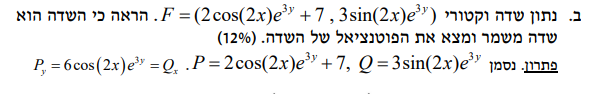 ב. נתון שדה וקטורי F = (2cos(2x)e^{3y} + 7 , 3sin(2x)e^{3y}). הראה כי השדה הוא
שדה משמר ומצא את הפוטנציאל של השדה. (12%)
פתרון. נסמן P = 2cos(2x)e^{3y} + 7, Q = 3sin(2x)e^{3y}. P_y = 6cos(2x)e^{3y} = Q_x